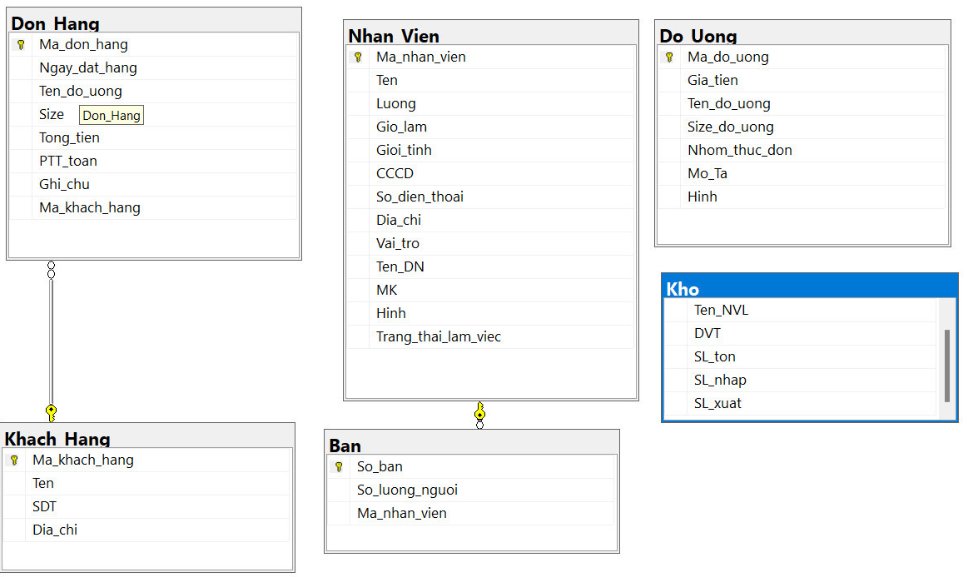 Don_Hang
Ma_don_hang
Ngay_dat_hang
Ten_do_uong
Size
Don_Hang
Tong_tien
PTT_toan
Ghi_chu
Ma_khach_hang
Nhan_Vien
Ma_nhan_vien
Ten
Luong
Gio_lam
Gioi_tinh
CCCD
So_dien_thoai
Dia_chi
Vai_tro
Ten_DN
MK
Hinh
Trang_thai_lam_viec
Do_Uong
Ma_do_uong
Gia_tien
Ten_do_uong
Size_do_uong
Nhom_thuc_don
Mo_Ta
Hinh
Kho
Ten_NVL
DVT
SL_ton
SL_nhap
SL_xuat
Khach_Hang
Ma_khach_hang
Ten
SDT
Dia_chi
Ban
So_ban
So_luong_nguoi
Ma_nhan_vien